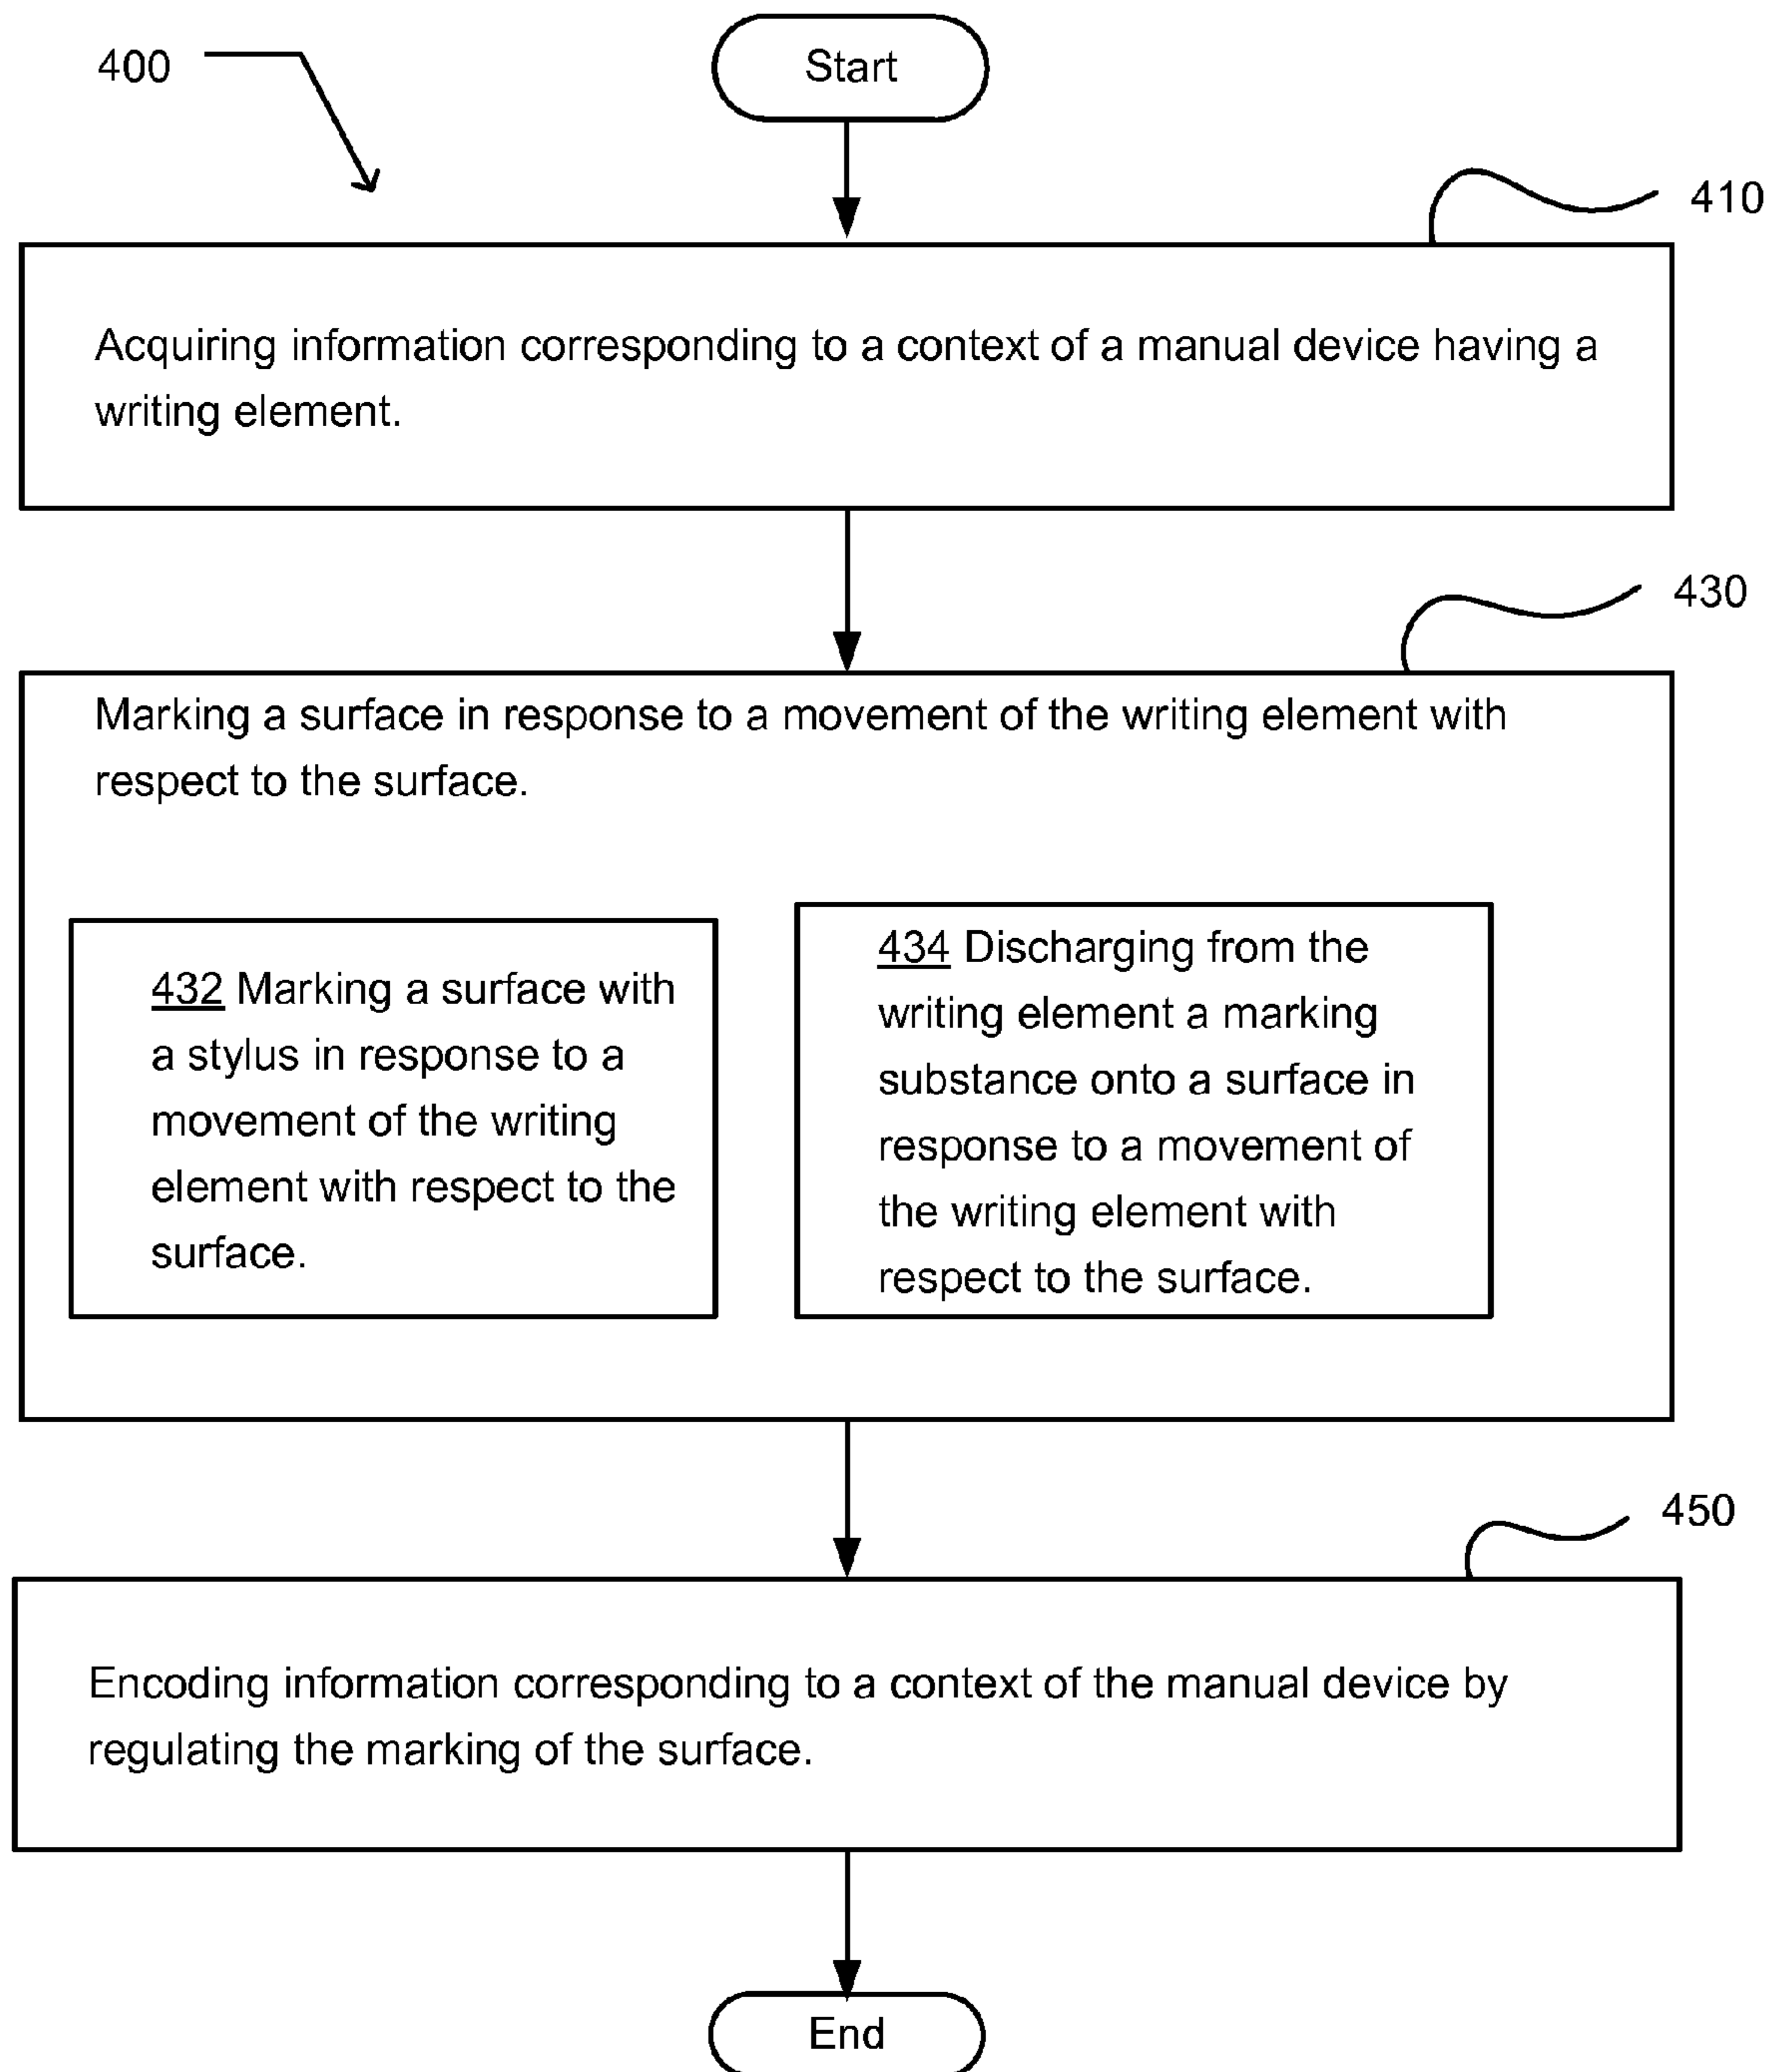 400
Start
410
Acquiring information corresponding to a context of a manual device having a
writing element.
430
Marking a surface in response to a movement of the writing element with
respect to the surface.
432 Marking a surface with
a stylus in response to a
movement of the writing
element with respect to the
surface.
434 Discharging from the
writing element a marking
substance onto a surface in
response to a movement of
the writing element with
respect to the surface.
450
Encoding information corresponding to a context of the manual device by
regulating the marking of the surface.
End